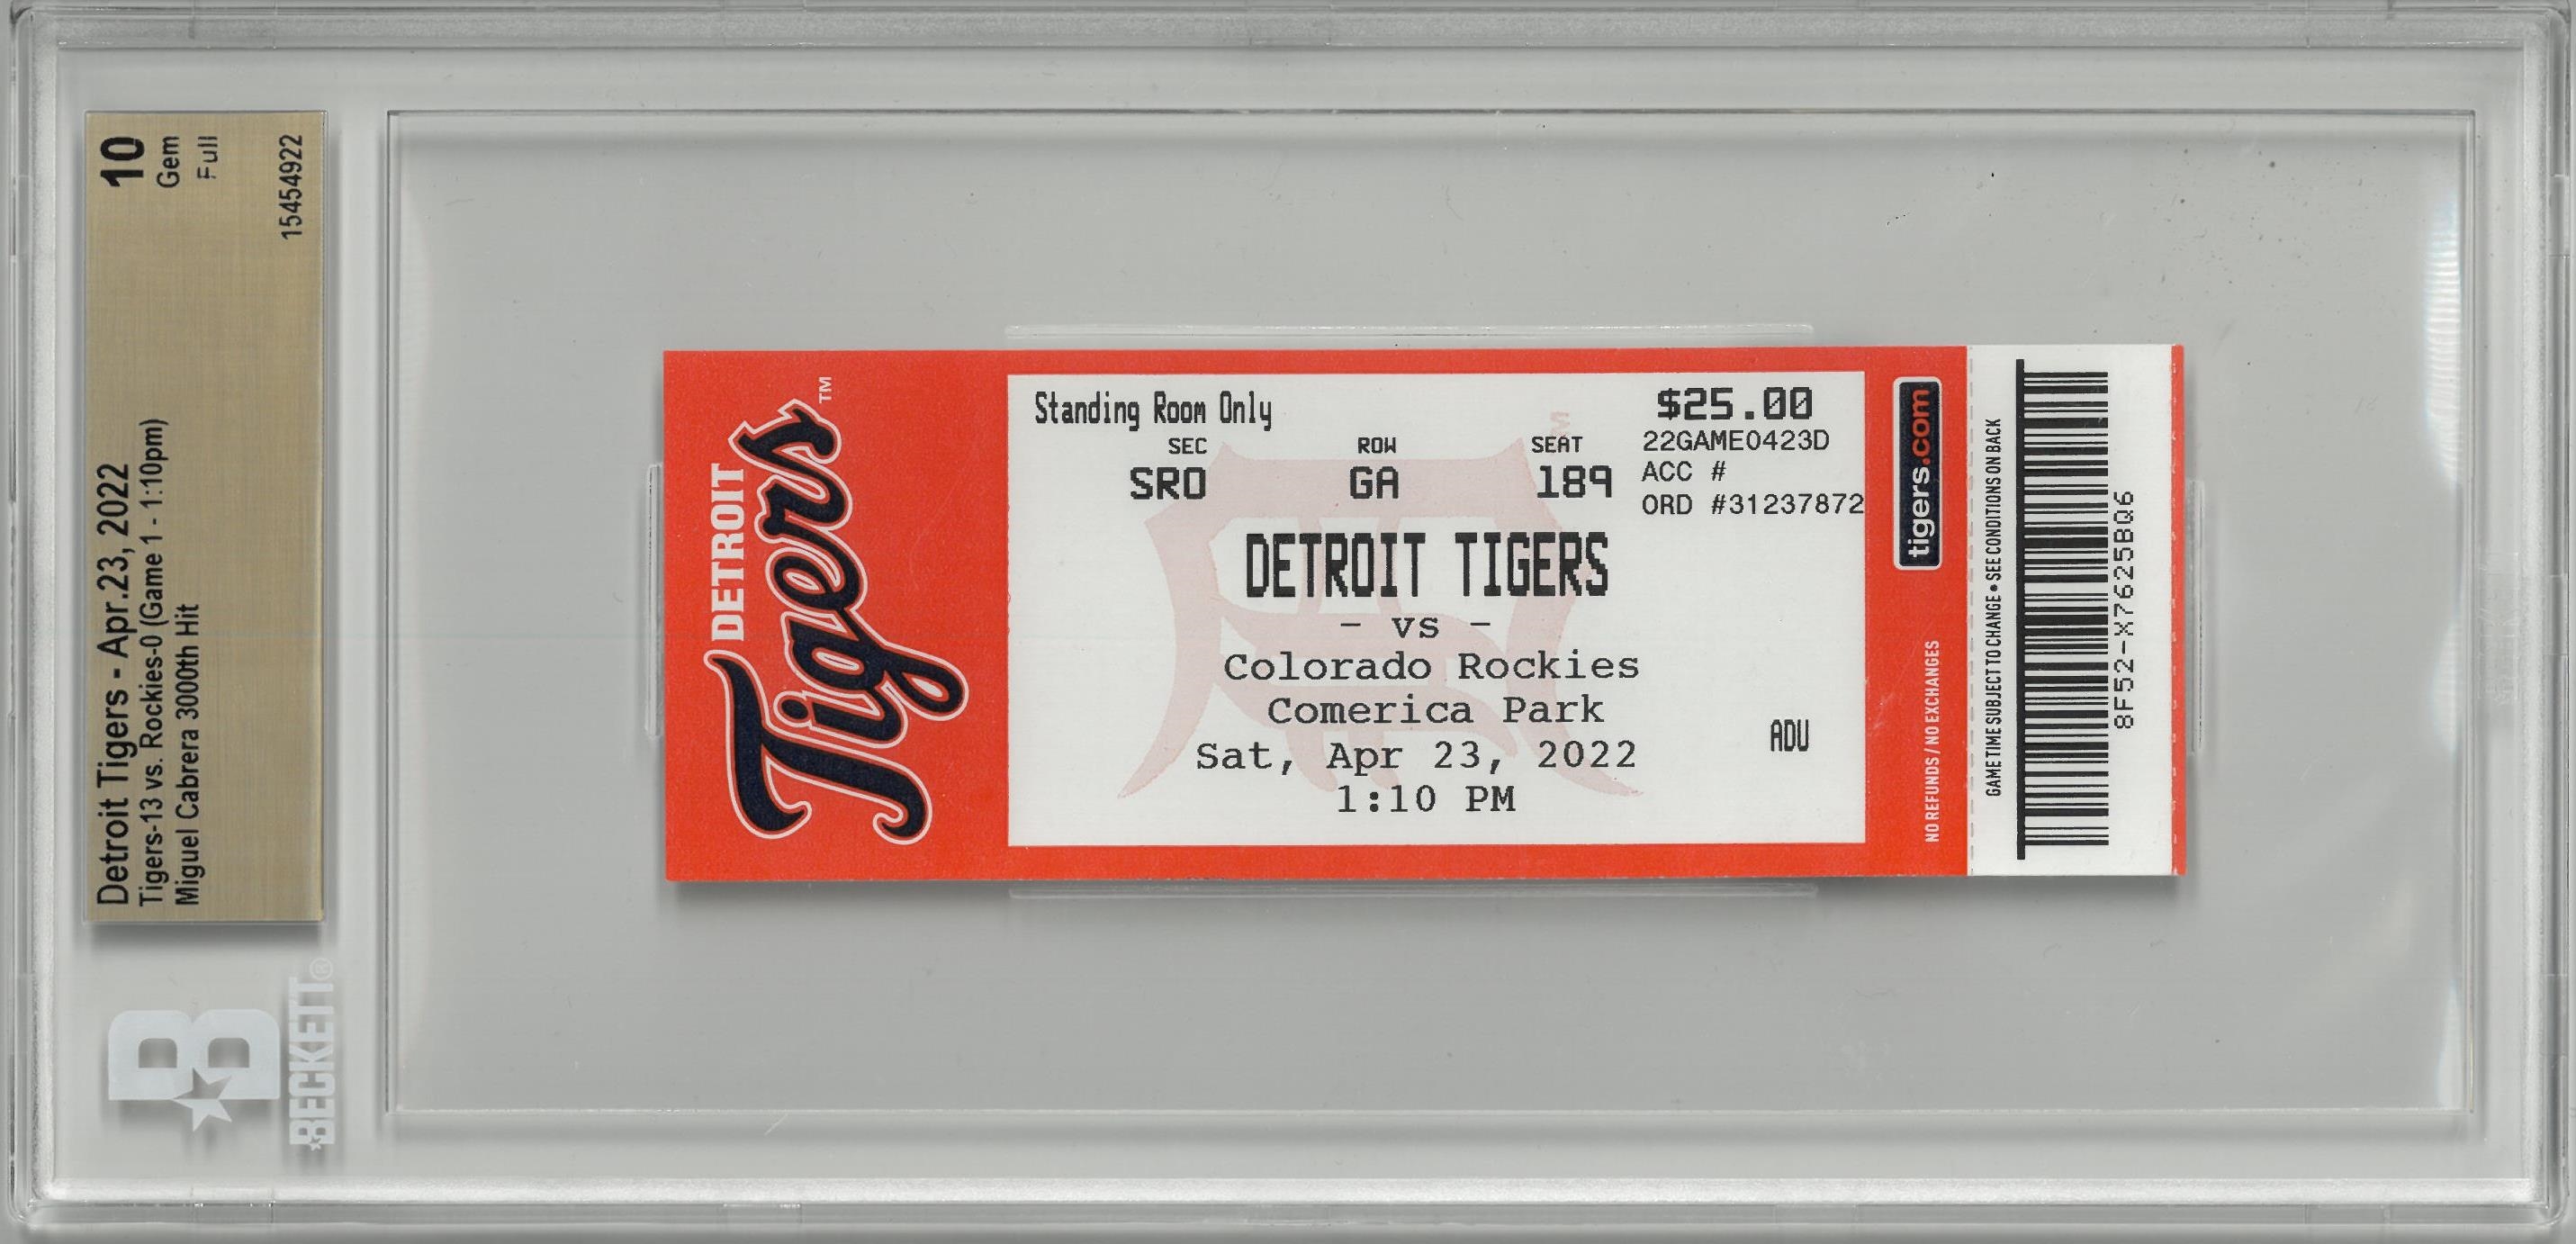 Detroit Tigers - Apr.23, 2022
Tigers-13 vs. Rockies-0 (Game 1 - 1:10pm)
Miguel Cabrera 3000th Hit
10
Gem
Full
15454922
BECKETT®
DETROIT
Tigers™
Standing Room Only
SEC ROW SEAT
SRO GA 189
$25.00
22GAME0423D
ACC #
ORD #31237872
DETROIT TIGERS
- vs -
Colorado Rockies
Comerica Park
Sat, Apr 23, 2022
1:10 PM
ADU
tigers.com
NO REFUNDS / NO EXCHANGES
GAME TIME SUBJECT TO CHANGE • SEE CONDITIONS ON BACK
8F52-X7625BQ6